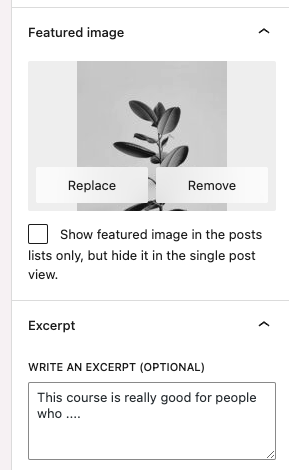 Featured image
Replace
Remove
Show featured image in the posts
lists only, but hide it in the single post
view.
Excerpt
WRITE AN EXCERPT (OPTIONAL)
This course is really good for people
who ....